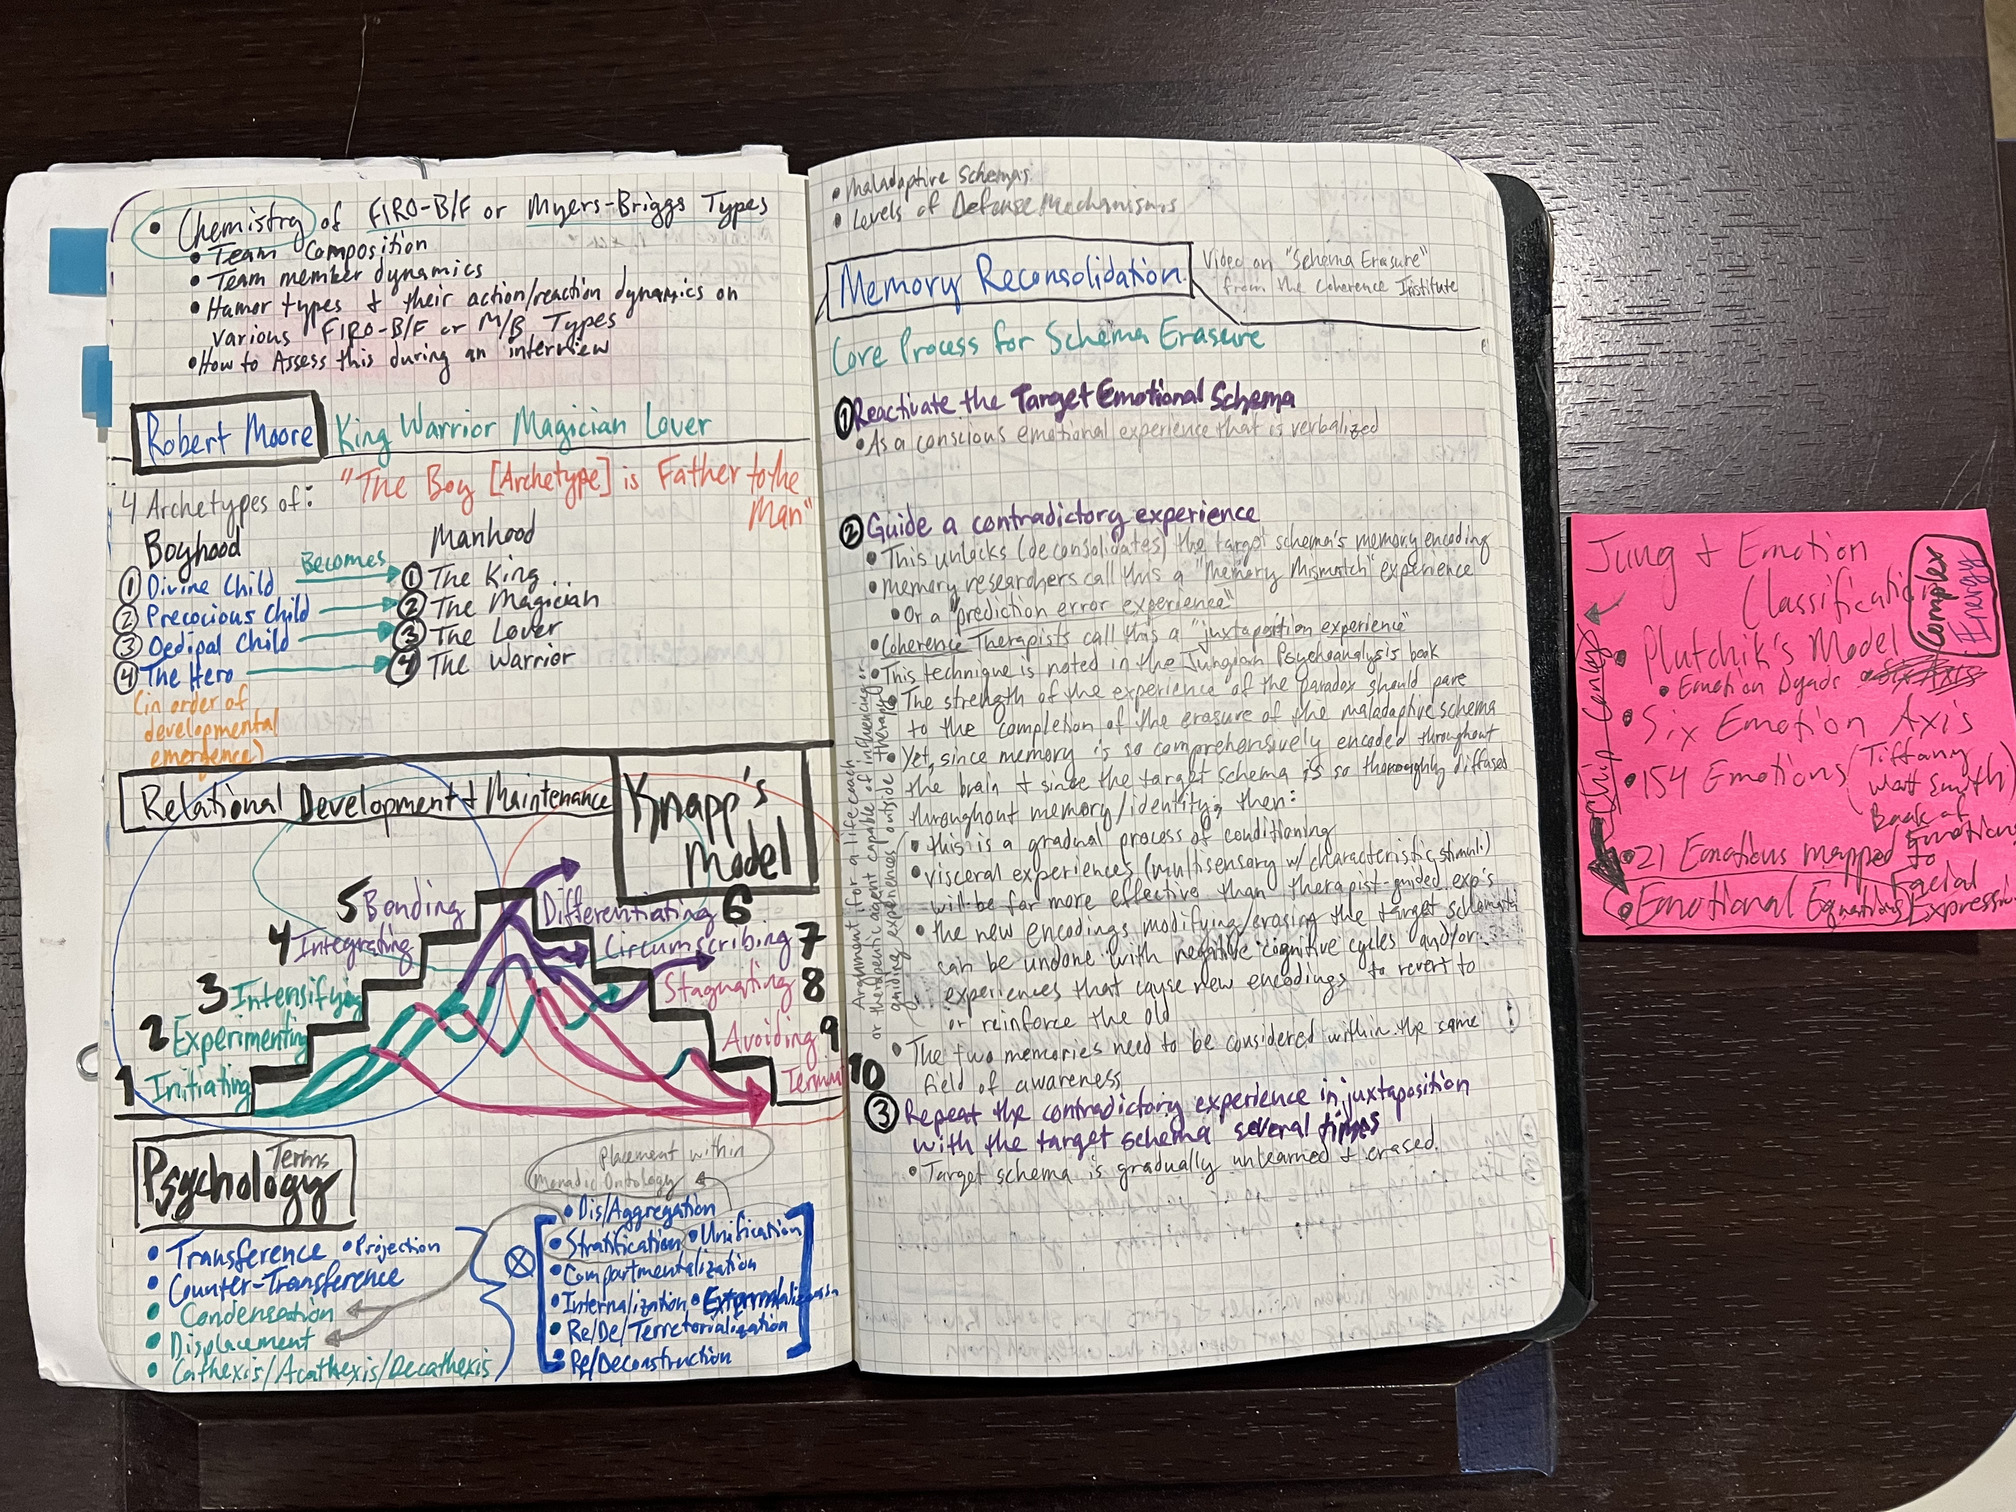 • Chemistry of FIRO-B/F or Myers-Briggs Types
• Team Composition
• Team member dynamics
• Humor types + their action/reaction dynamics on
various FIRO-B/F or M/B Types
• How to Assess this during an interview
Robert Moore
King Warrior Magician Lover
"The Boy [Archetype] is Father to the
Man"
4 Archetypes of:
Boyhood
Becomes
Manhood
① Divine Child
① The King
② Precocious Child
② The Magician
③ Oedipal Child
③ The Lover
④ The Hero
④ The Warrior
(in order of
developmental
emergence)
Relational Development + Maintenance
Knapp's
Model
5 Bonding
Differentiating 6
4 Integrating
Circumscribing 7
3 Intensifying
Stagnating 8
2 Experimenting
Avoiding 9
1 Initiating
10
Psychology Terms
• Transference • Projection
• Counter-Transference
• Condensation
• Displacement
• Cathexis/Acathexis/Decathexis
Placement within
Monadic Ontology
• Dis/Aggregation
• Stratification • Unification
• Compartmentalization
• Internalization • Externalization
• Re/De/Terretorialization
• Re/Deconstruction
• Maladaptive Schemas
• Levels of Defense Mechanisms
Memory Reconsolidation
Video on "Schema Erasure"
from the Coherence Institute
Core Process for Schema Erasure
① Reactivate the Target Emotional Schema
• As a conscious emotional experience that is verbalized
② Guide a contradictory experience
• This unlocks (deconsolidates) the target schema's memory encoding
• Memory researchers call this a "Memory Mismatch" experience
• Or a "prediction error experience"
• Coherence Therapists call this a "juxtaposition experience"
• This technique is noted in the Jungian Psychoanalysis book
• The strength of the experience of the paradox should pare
to the completion of the erasure of the maladaptive schema
• Yet, since memory is so comprehensively encoded throughout
the brain + since the target schema is so thoroughly diffused
throughout memory/identity, then:
• this is a gradual process of conditioning
• visceral experiences (multisensory w/ characteristic stimuli)
will be far more effective than therapist-guided exp's
• the new encodings modifying/erasing the target schemata
can be undone with negative cognitive cycles and/or
experiences that cause new encodings to revert to
or reinforce the old
• The two memories need to be considered within the same
field of awareness
③ Repeat the contradictory experience in juxtaposition
with the target schema several times
• Target schema is gradually unlearned + erased.
Argument for a life coach
or therapeutic agent capable of influencing or
guiding experiences outside therapy
Jung + Emotion
Classification
Complex
Energy
• Plutchik's Model
• Emotion Dyads
• Six Emotion Axis
• 154 Emotions (Tiffany
Watt Smith)
Book of
Emotions
• 21 Emotions mapped to
Facial
Expressi
• Emotional Equations
Chip Conley